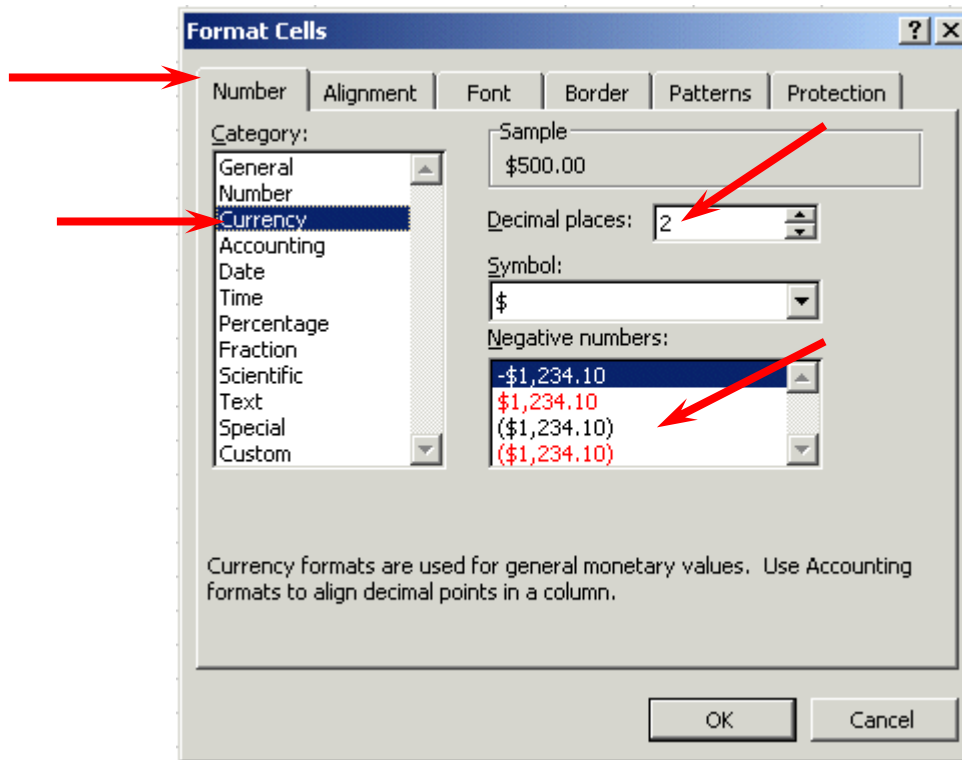 Format Cells
Number Alignment Font Border Patterns Protection
Category:
General
Number
Currency
Accounting
Date
Time
Percentage
Fraction
Scientific
Text
Special
Custom
Sample
$500.00
Decimal places: 2
Symbol:
$
Negative numbers:
-$1,234.10
$1,234.10
($1,234.10)
($1,234.10)
Currency formats are used for general monetary values. Use Accounting
formats to align decimal points in a column.
OK Cancel